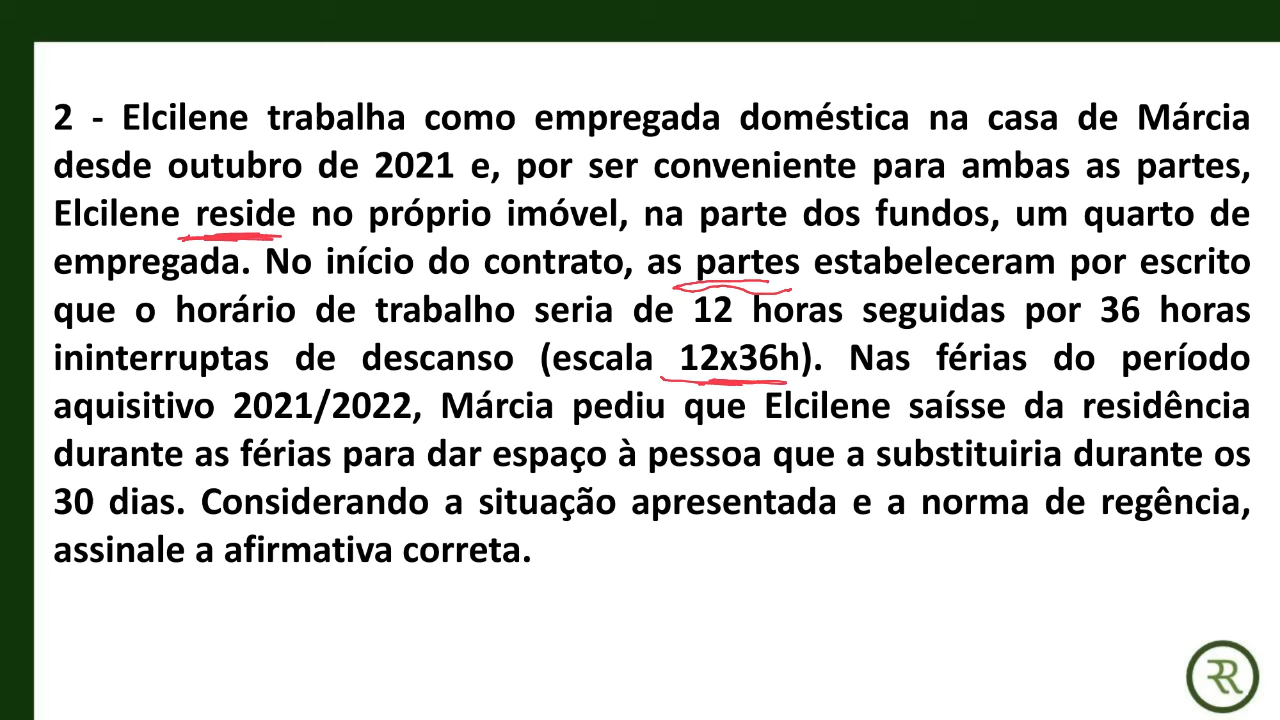 2 - Elcilene trabalha como empregada doméstica na casa de Márcia
desde outubro de 2021 e, por ser conveniente para ambas as partes,
Elcilene reside no próprio imóvel, na parte dos fundos, um quarto de
empregada. No início do contrato, as partes estabeleceram por escrito
que o horário de trabalho seria de 12 horas seguidas por 36 horas
ininterruptas de descanso (escala 12x36h). Nas férias do período
aquisitivo 2021/2022, Márcia pediu que Elcilene saísse da residência
durante as férias para dar espaço à pessoa que a substituiria durante os
30 dias. Considerando a situação apresentada e a norma de regência,
assinale a afirmativa correta.